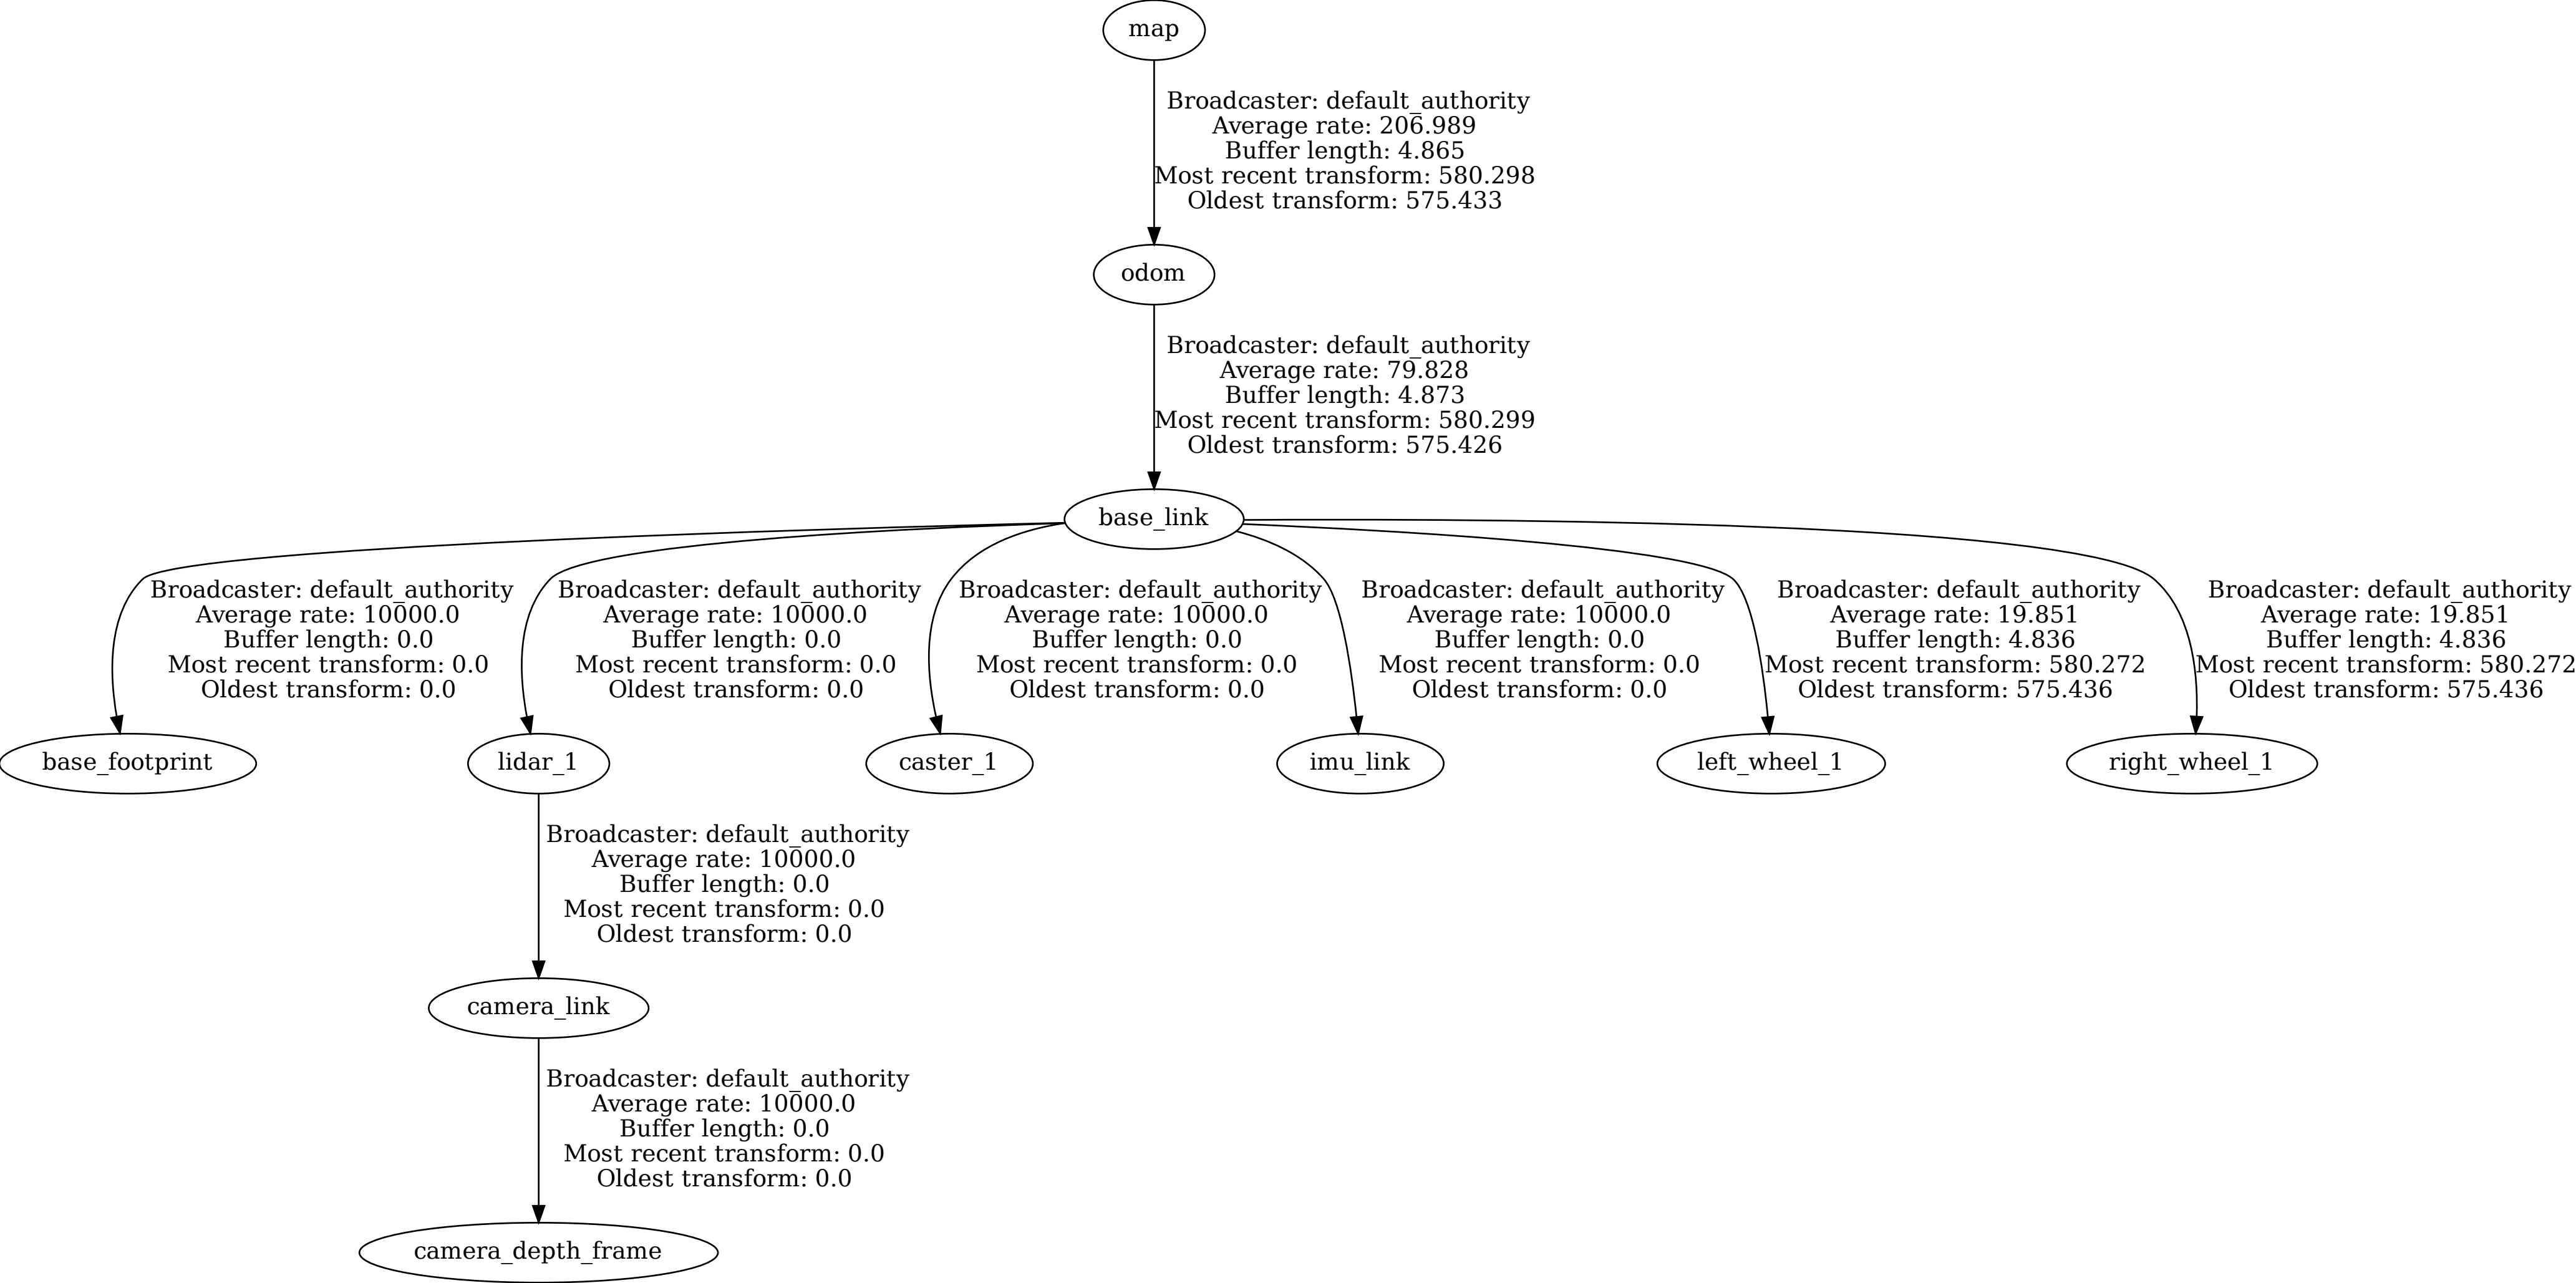 map
Broadcaster: default_authority
Average rate: 206.989
Buffer length: 4.865
Most recent transform: 580.298
Oldest transform: 575.433
odom
Broadcaster: default_authority
Average rate: 79.828
Buffer length: 4.873
Most recent transform: 580.299
Oldest transform: 575.426
base_link
Broadcaster: default_authority
Average rate: 10000.0
Buffer length: 0.0
Most recent transform: 0.0
Oldest transform: 0.0
Broadcaster: default_authority
Average rate: 10000.0
Buffer length: 0.0
Most recent transform: 0.0
Oldest transform: 0.0
Broadcaster: default_authority
Average rate: 10000.0
Buffer length: 0.0
Most recent transform: 0.0
Oldest transform: 0.0
Broadcaster: default_authority
Average rate: 10000.0
Buffer length: 0.0
Most recent transform: 0.0
Oldest transform: 0.0
Broadcaster: default_authority
Average rate: 19.851
Buffer length: 4.836
Most recent transform: 580.272
Oldest transform: 575.436
Broadcaster: default_authority
Average rate: 19.851
Buffer length: 4.836
Most recent transform: 580.272
Oldest transform: 575.436
base_footprint
lidar_1
caster_1
imu_link
left_wheel_1
right_wheel_1
Broadcaster: default_authority
Average rate: 10000.0
Buffer length: 0.0
Most recent transform: 0.0
Oldest transform: 0.0
camera_link
Broadcaster: default_authority
Average rate: 10000.0
Buffer length: 0.0
Most recent transform: 0.0
Oldest transform: 0.0
camera_depth_frame